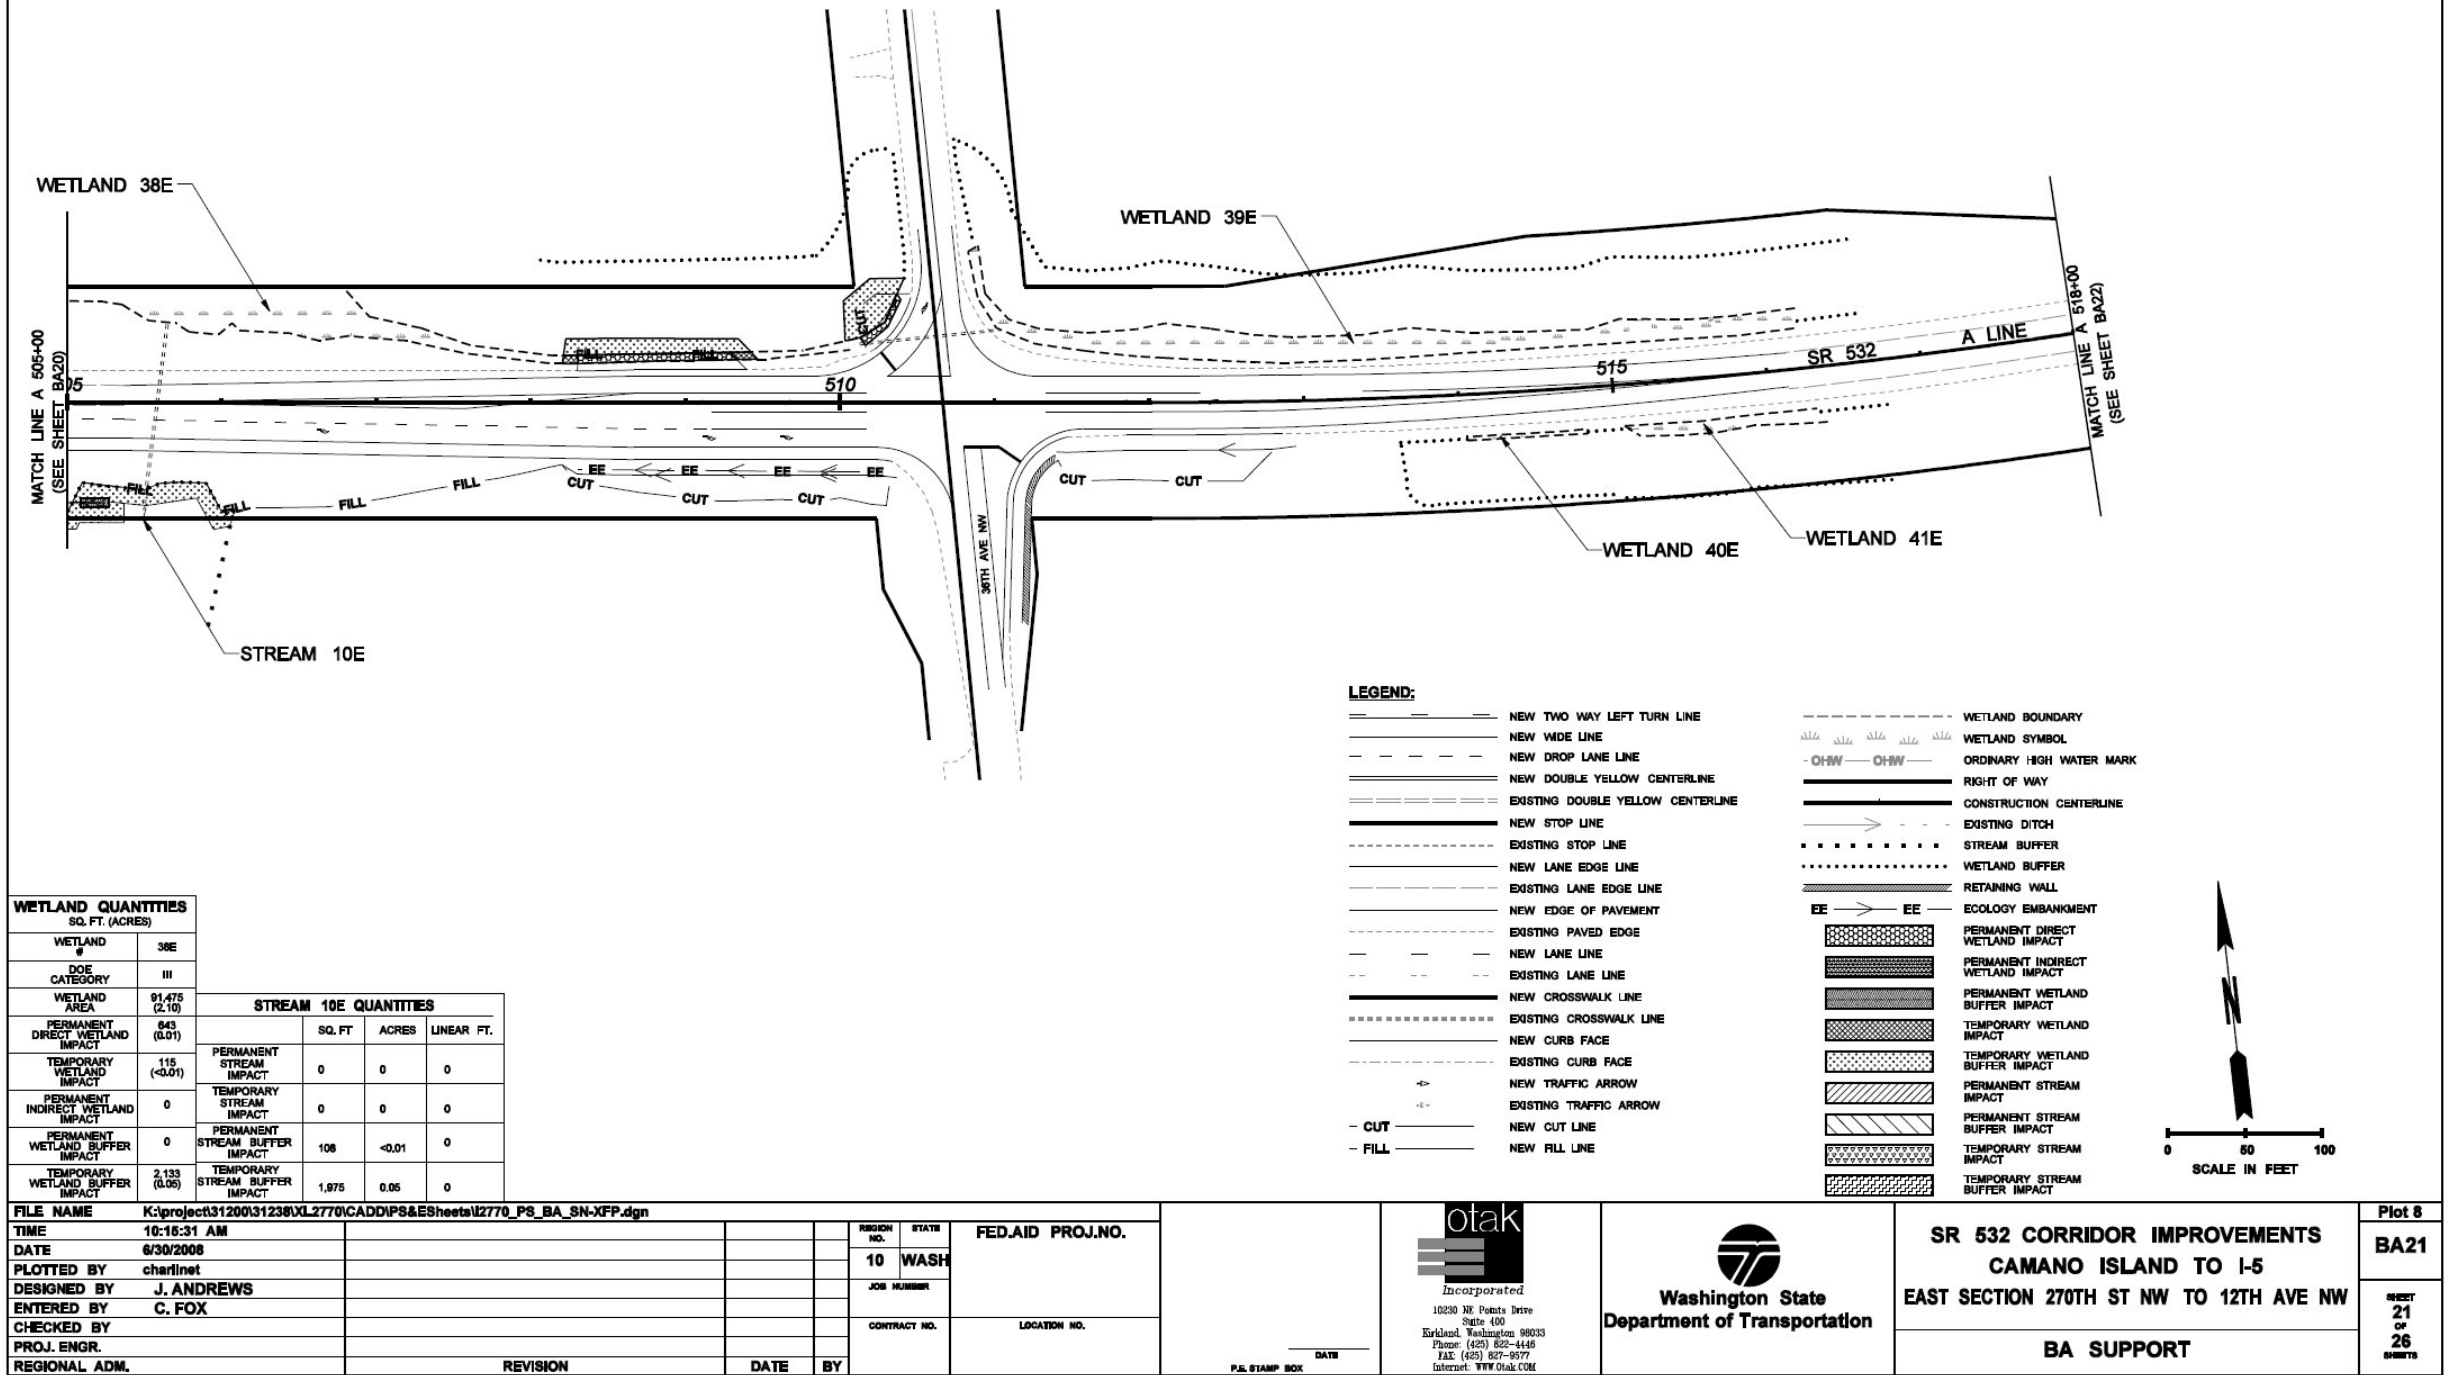 WETLAND 38E
WETLAND 39E
MATCH LINE A 505+00
(SEE SHEET BA20)
05
510
515
SR 532
A LINE
MATCH LINE A 518+00
(SEE SHEET BA22)
CUT
FILL
FILL
EE
EE
EE
EE
CUT
CUT
CUT
FILL
FILL
FILL
FILL
CUT
CUT
36TH AVE NW
WETLAND 40E
WETLAND 41E
STREAM 10E
LEGEND:
NEW TWO WAY LEFT TURN LINE
NEW WIDE LINE
NEW DROP LANE LINE
NEW DOUBLE YELLOW CENTERLINE
EXISTING DOUBLE YELLOW CENTERLINE
NEW STOP LINE
EXISTING STOP LINE
NEW LANE EDGE LINE
EXISTING LANE EDGE LINE
NEW EDGE OF PAVEMENT
EXISTING PAVED EDGE
NEW LANE LINE
EXISTING LANE LINE
NEW CROSSWALK LINE
EXISTING CROSSWALK LINE
NEW CURB FACE
EXISTING CURB FACE
NEW TRAFFIC ARROW
EXISTING TRAFFIC ARROW
CUT NEW CUT LINE
FILL NEW FILL LINE
WETLAND BOUNDARY
WETLAND SYMBOL
OHW OHW ORDINARY HIGH WATER MARK
RIGHT OF WAY
CONSTRUCTION CENTERLINE
EXISTING DITCH
STREAM BUFFER
WETLAND BUFFER
RETAINING WALL
EE EE ECOLOGY EMBANKMENT
PERMANENT DIRECT
WETLAND IMPACT
PERMANENT INDIRECT
WETLAND IMPACT
PERMANENT WETLAND
BUFFER IMPACT
TEMPORARY WETLAND
IMPACT
TEMPORARY WETLAND
BUFFER IMPACT
PERMANENT STREAM
IMPACT
PERMANENT STREAM
BUFFER IMPACT
TEMPORARY STREAM
IMPACT
TEMPORARY STREAM
BUFFER IMPACT
N
0 50 100
SCALE IN FEET
WETLAND QUANTITIES
SQ. FT. (ACRES)
WETLAND
# 38E
DOE
CATEGORY III
WETLAND
AREA 91,475
(2.10)
PERMANENT
DIRECT WETLAND
IMPACT 643
(0.01)
TEMPORARY
WETLAND
IMPACT 115
(<0.01)
PERMANENT
INDIRECT WETLAND
IMPACT 0
PERMANENT
WETLAND BUFFER
IMPACT 0
TEMPORARY
WETLAND BUFFER
IMPACT 2,133
(0.05)
STREAM 10E QUANTITIES
SQ. FT ACRES LINEAR FT.
PERMANENT
STREAM
IMPACT 0 0 0
TEMPORARY
STREAM
IMPACT 0 0 0
PERMANENT
STREAM BUFFER
IMPACT 108 <0.01 0
TEMPORARY
STREAM BUFFER
IMPACT 1,975 0.05 0
FILE NAME K:\project\31200\31238\XL2770\CADD\PS&ESheets\I2770_PS_BA_SN-XFP.dgn
TIME 10:15:31 AM
DATE 6/30/2008
PLOTTED BY charlinet
DESIGNED BY J. ANDREWS
ENTERED BY C. FOX
CHECKED BY
PROJ. ENGR.
REGIONAL ADM. REVISION DATE BY
REGION
NO. STATE
10 WASH
JOB NUMBER
CONTRACT NO.
FED.AID PROJ.NO.
LOCATION NO.
DATE
P.E. STAMP BOX
otak
Incorporated
10230 NE Points Drive
Suite 400
Kirkland, Washington 98033
Phone: (425) 822-4446
FAX: (425) 827-9577
Internet: WWW.Otak.COM
Washington State
Department of Transportation
SR 532 CORRIDOR IMPROVEMENTS
CAMANO ISLAND TO I-5
EAST SECTION 270TH ST NW TO 12TH AVE NW
BA SUPPORT
Plot 8
BA21
SHEET
21
OF
26
SHEETS